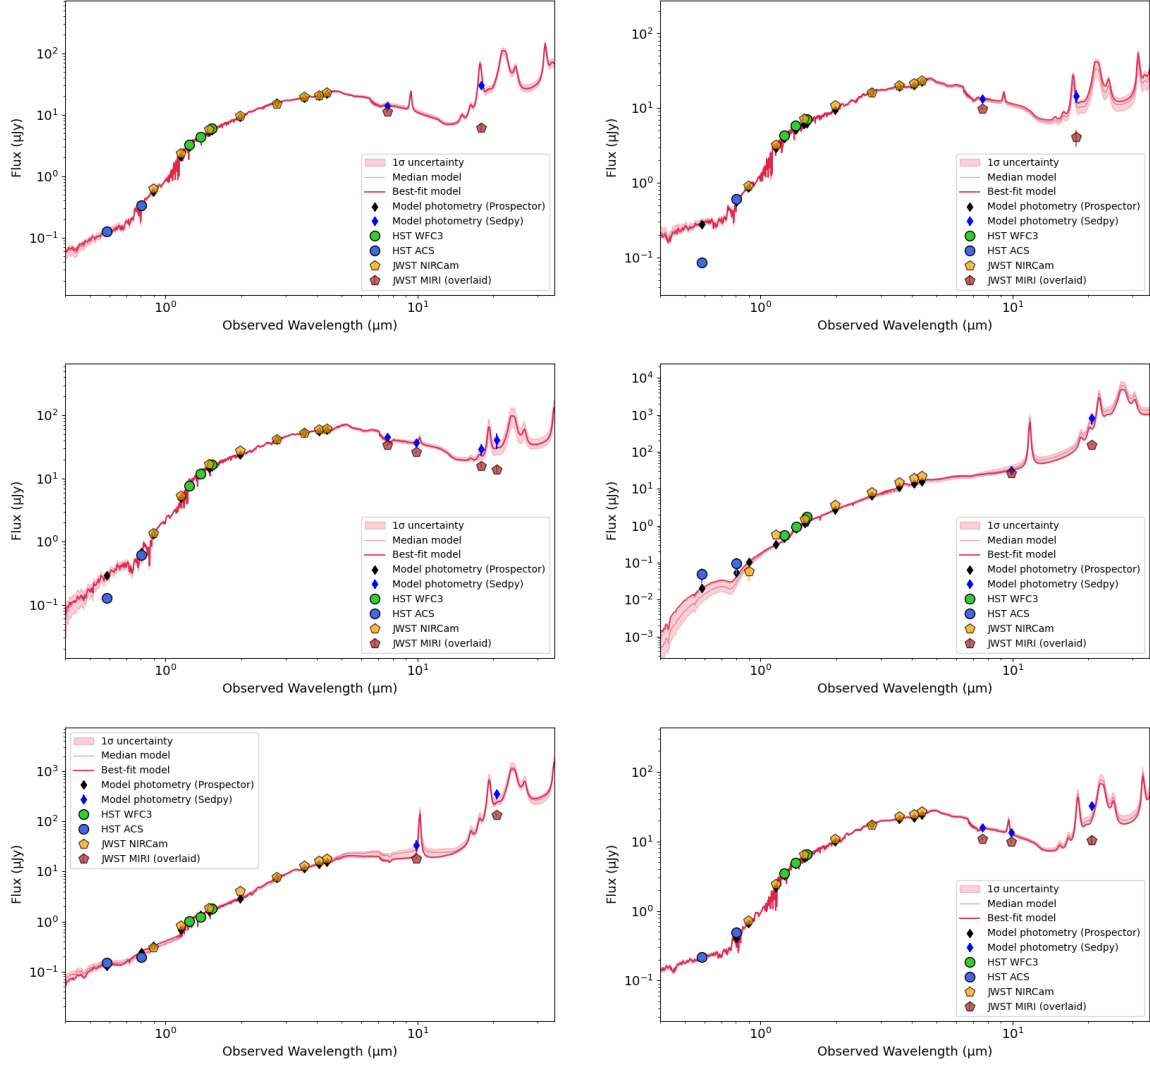 10²
10¹
10⁰
10⁻¹
Flux (μJy)
1σ uncertainty
Median model
Best-fit model
Model photometry (Prospector)
Model photometry (Sedpy)
HST WFC3
HST ACS
JWST NIRCam
JWST MIRI (overlaid)
10⁰
10¹
Observed Wavelength (μm)
10²
10¹
10⁰
10⁻¹
Flux (μJy)
1σ uncertainty
Median model
Best-fit model
Model photometry (Prospector)
Model photometry (Sedpy)
HST WFC3
HST ACS
JWST NIRCam
JWST MIRI (overlaid)
10⁰
10¹
Observed Wavelength (μm)
10²
10¹
10⁰
10⁻¹
Flux (μJy)
1σ uncertainty
Median model
Best-fit model
Model photometry (Prospector)
Model photometry (Sedpy)
HST WFC3
HST ACS
JWST NIRCam
JWST MIRI (overlaid)
10⁰
10¹
Observed Wavelength (μm)
10⁴
10³
10²
10¹
10⁰
10⁻¹
10⁻²
10⁻³
Flux (μJy)
1σ uncertainty
Median model
Best-fit model
Model photometry (Prospector)
Model photometry (Sedpy)
HST WFC3
HST ACS
JWST NIRCam
JWST MIRI (overlaid)
10⁰
10¹
Observed Wavelength (μm)
10³
10²
10¹
10⁰
10⁻¹
Flux (μJy)
1σ uncertainty
Median model
Best-fit model
Model photometry (Prospector)
Model photometry (Sedpy)
HST WFC3
HST ACS
JWST NIRCam
JWST MIRI (overlaid)
10⁰
10¹
Observed Wavelength (μm)
10²
10¹
10⁰
10⁻¹
Flux (μJy)
1σ uncertainty
Median model
Best-fit model
Model photometry (Prospector)
Model photometry (Sedpy)
HST WFC3
HST ACS
JWST NIRCam
JWST MIRI (overlaid)
10⁰
10¹
Observed Wavelength (μm)